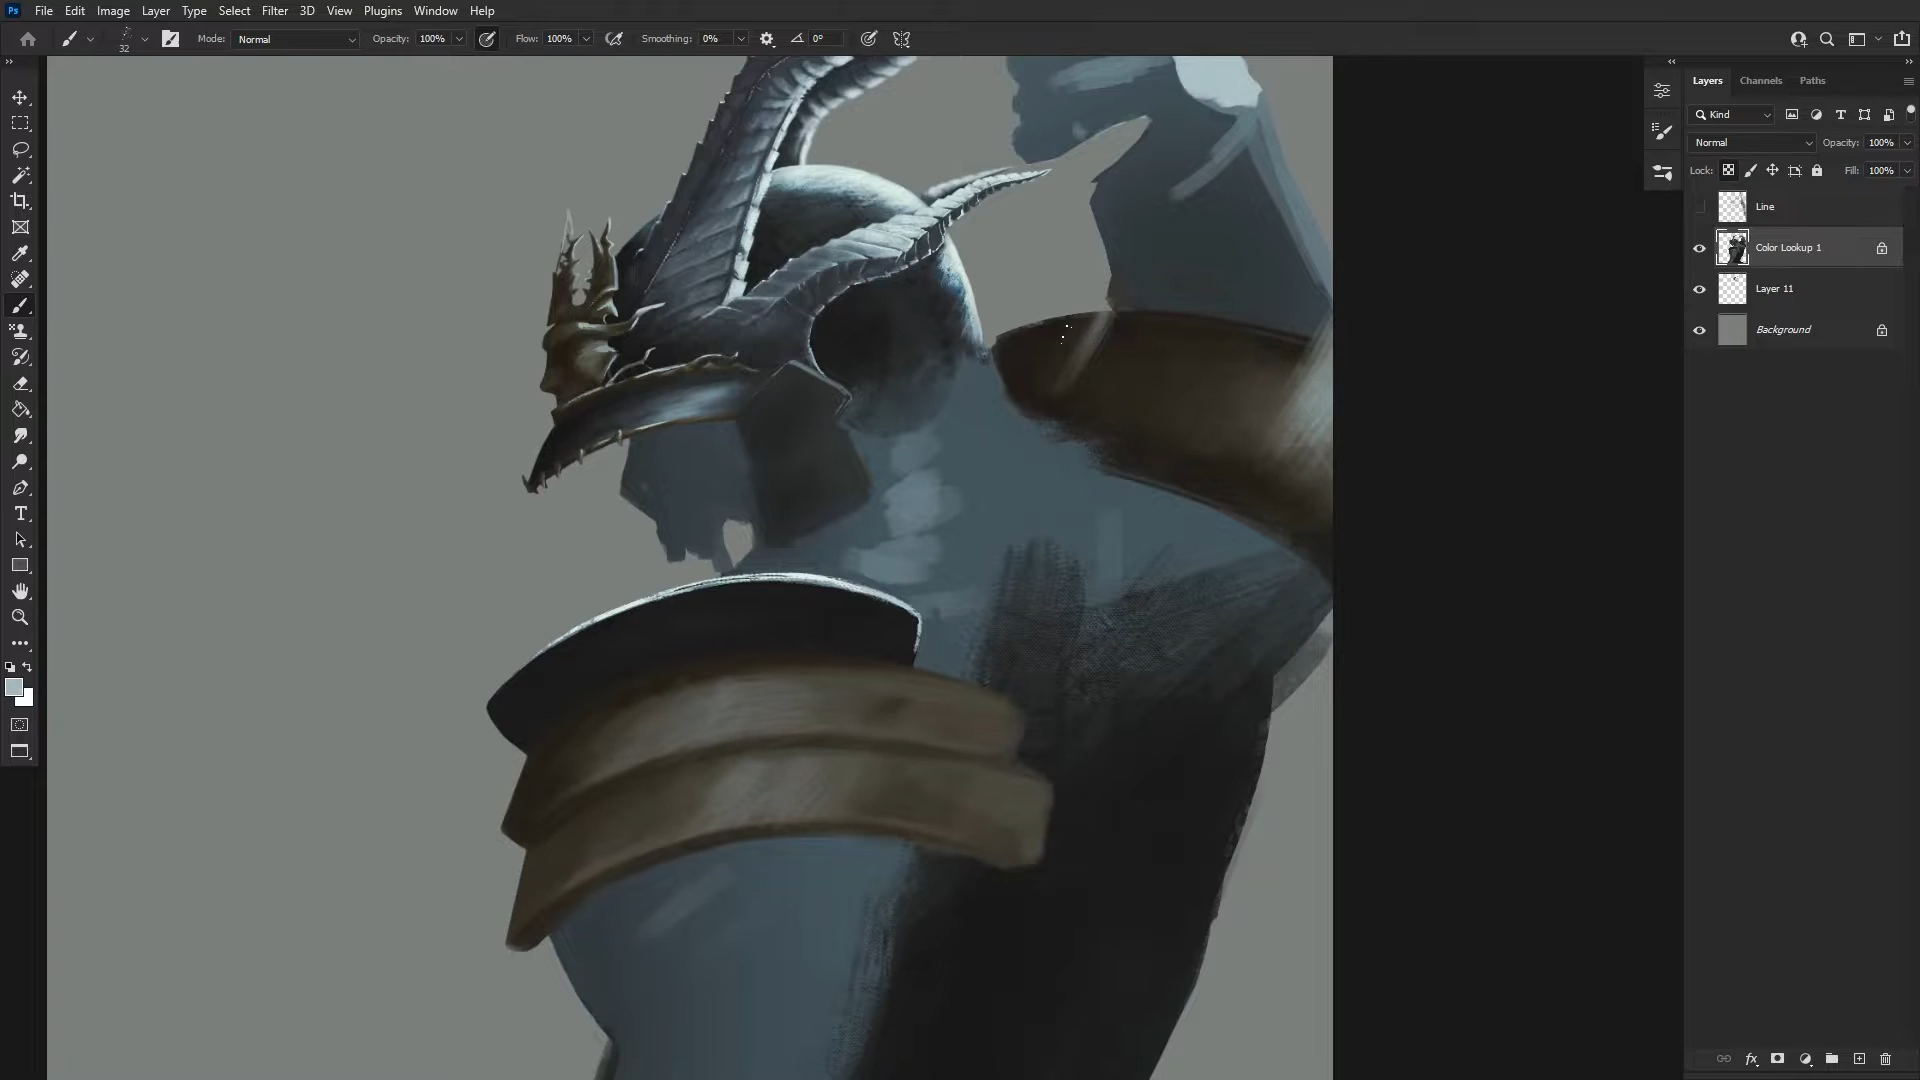 Ps File Edit Image Layer Type Select Filter 3D View Plugins Window Help
32 Mode: Normal Opacity: 100% Flow: 100% Smoothing: 0% 0°
Layers Channels Paths
Kind
Normal Opacity: 100%
Lock: Fill: 100%
Line
Color Lookup 1
Layer 11
Background
fx